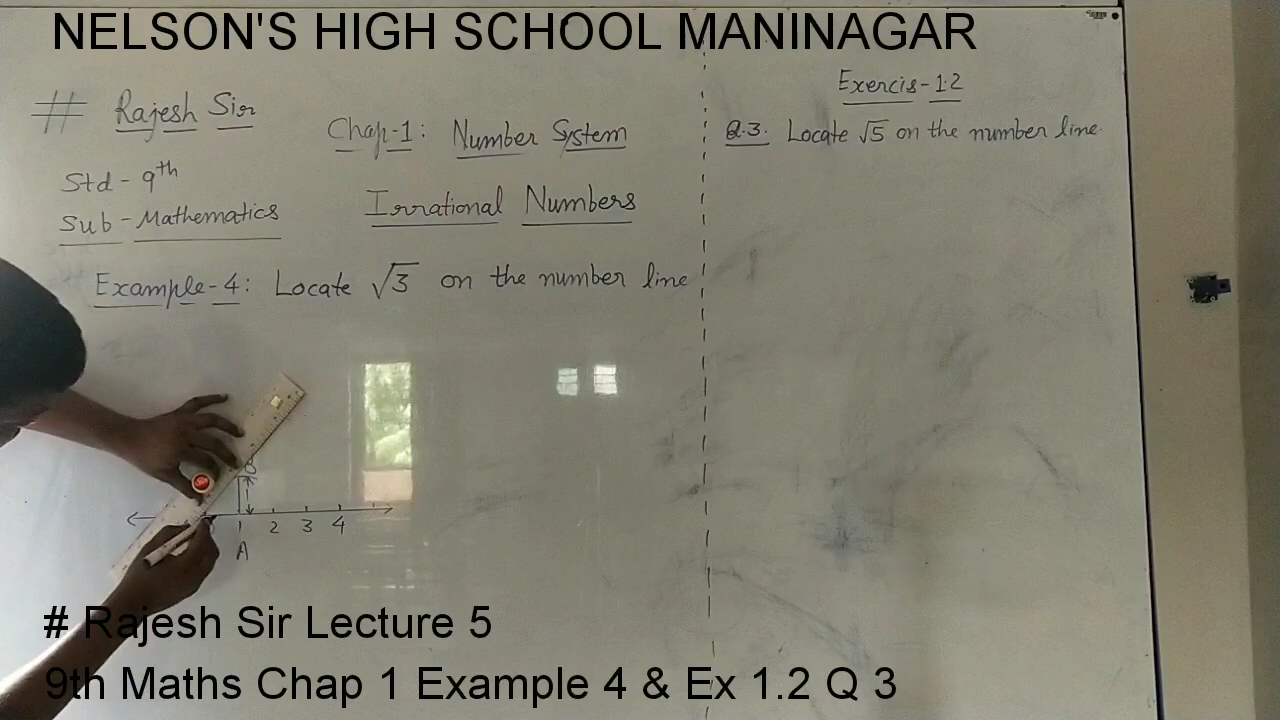 NELSON'S HIGH SCHOOL MANINAGAR
# Rajesh Sir
Std - 9th
Sub - Mathematics
Chap-1: Number System
Irrational Numbers
Example-4: Locate √3 on the number line
B
1 2 3 4
A
Exercis-1.2
Q.3. Locate √5 on the number line.
# Rajesh Sir Lecture 5
9th Maths Chap 1 Example 4 & Ex 1.2 Q 3